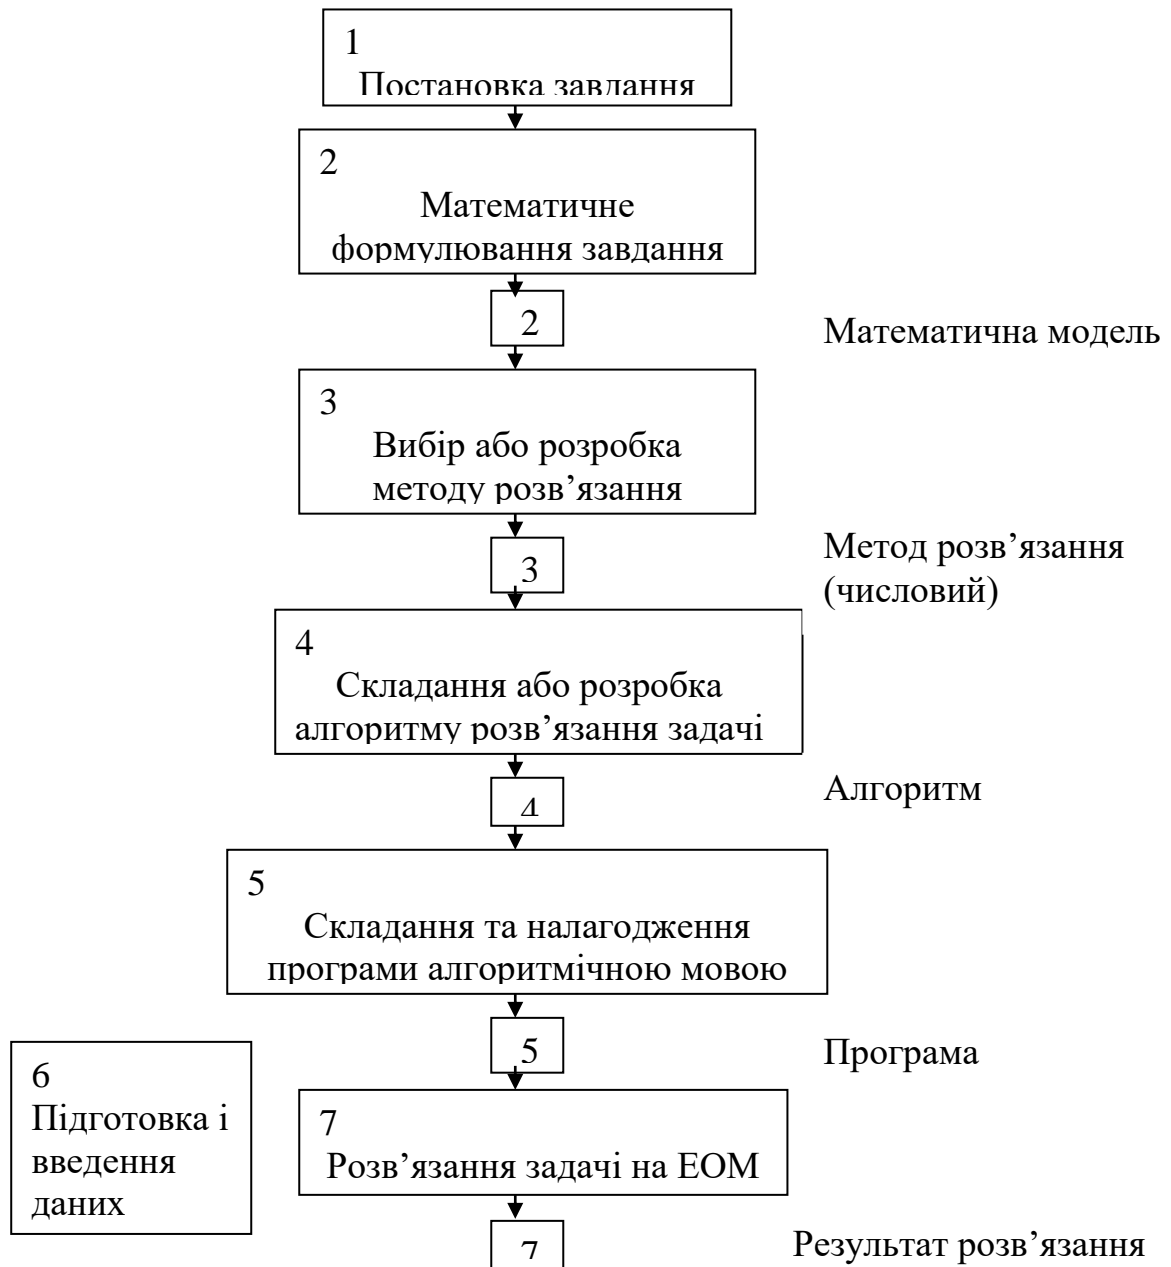 1
Постановка завдання
2
Математичне
формулювання завдання
2
Математична модель
3
Вибір або розробка
методу розв’язання
3
Метод розв’язання
(числовий)
4
Складання або розробка
алгоритму розв’язання задачі
4
Алгоритм
5
Складання та налагодження
програми алгоритмічною мовою
5
Програма
6
Підготовка і
введення
даних
7
Розв’язання задачі на ЕОМ
7
Результат розв’язання